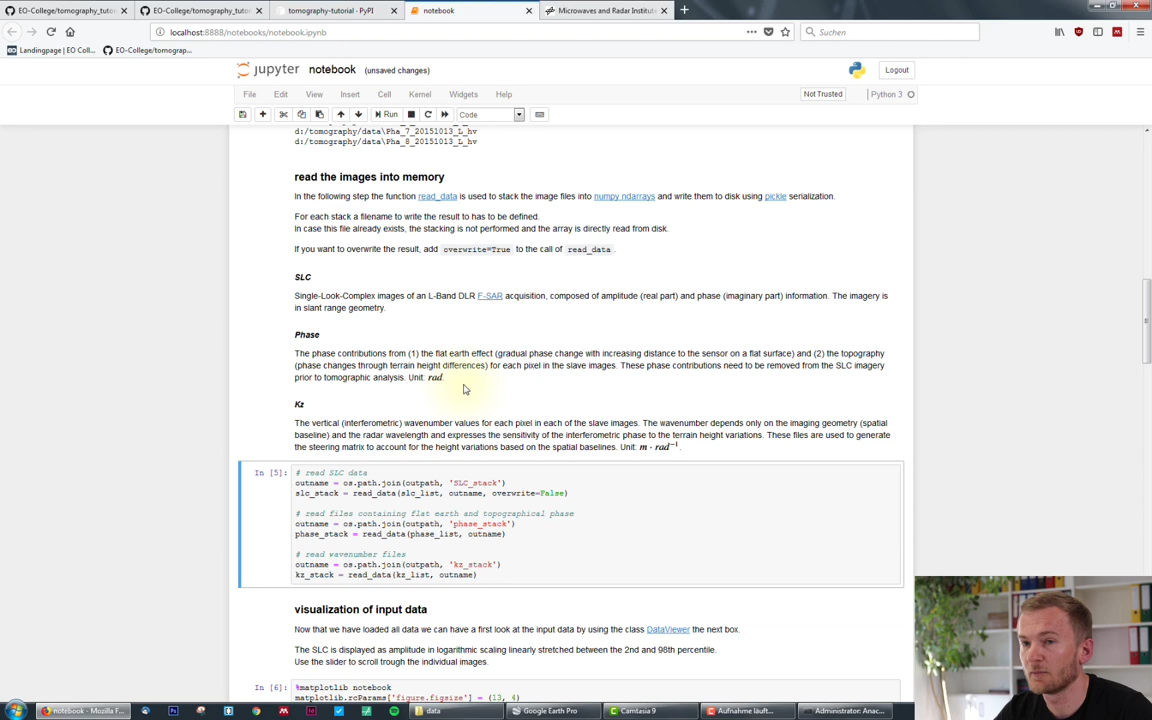 EO-College/tomography_tutor
EO-College/tomography_tutor
tomography-tutorial · PyPI
notebook
Microwaves and Radar Institute
localhost:8888/notebooks/notebook.ipynb
Suchen
Landingpage | EO Coll...
EO-College/tomograp...
jupyter notebook (unsaved changes)
Logout
File Edit View Insert Cell Kernel Widgets Help
Not Trusted
Python 3
Run
Code
d:/tomography/data\Pha_7_20151013_L_hv
d:/tomography/data\Pha_8_20151013_L_hv
read the images into memory
In the following step the function read_data is used to stack the image files into numpy ndarrays and write them to disk using pickle serialization.
For each stack a filename to write the result to has to be defined.
In case this file already exists, the stacking is not performed and the array is directly read from disk.
If you want to overwrite the result, add overwrite=True to the call of read_data .
SLC
Single-Look-Complex images of an L-Band DLR F-SAR acquisition, composed of amplitude (real part) and phase (imaginary part) information. The imagery is
in slant range geometry.
Phase
The phase contributions from (1) the flat earth effect (gradual phase change with increasing distance to the sensor on a flat surface) and (2) the topography
(phase changes through terrain height differences) for each pixel in the slave images. These phase contributions need to be removed from the SLC imagery
prior to tomographic analysis. Unit: rad.
Kz
The vertical (interferometric) wavenumber values for each pixel in each of the slave images. The wavenumber depends only on the imaging geometry (spatial
baseline) and the radar wavelength and expresses the sensitivity of the interferometric phase to the terrain height variations. These files are used to generate
the steering matrix to account for the height variations based on the spatial baselines. Unit: m · rad⁻¹.
In [5]:
# read SLC data
outname = os.path.join(outpath, 'SLC_stack')
slc_stack = read_data(slc_list, outname, overwrite=False)
# read files containing flat earth and topographical phase
outname = os.path.join(outpath, 'phase_stack')
phase_stack = read_data(phase_list, outname)
# read wavenumber files
outname = os.path.join(outpath, 'kz_stack')
kz_stack = read_data(kz_list, outname)
visualization of input data
Now that we have loaded all data we can have a first look at the input data by using the class DataViewer the next box.
The SLC is displayed as amplitude in logarithmic scaling linearly stretched between the 2nd and 98th percentile.
Use the slider to scroll trough the individual images.
In [6]:
%matplotlib notebook
matplotlib.rcParams['figure.figsize'] = (13, 4)
notebook - Mozilla F...
data
Google Earth Pro
Camtasia 9
Aufnahme läuft...
Administrator: Anac...